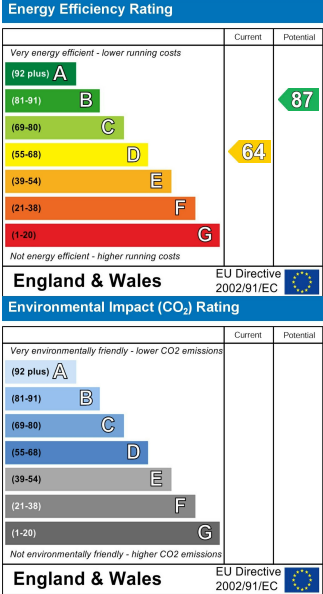 Energy Efficiency Rating
Current Potential
Very energy efficient - lower running costs
(92 plus) A
(81-91) B
87
(69-80) C
(55-68) D
64
(39-54) E
(21-38) F
(1-20) G
Not energy efficient - higher running costs
England & Wales
EU Directive
2002/91/EC
Environmental Impact (CO₂) Rating
Current Potential
Very environmentally friendly - lower CO2 emissions
(92 plus) A
(81-91) B
(69-80) C
(55-68) D
(39-54) E
(21-38) F
(1-20) G
Not environmentally friendly - higher CO2 emissions
England & Wales
EU Directive
2002/91/EC